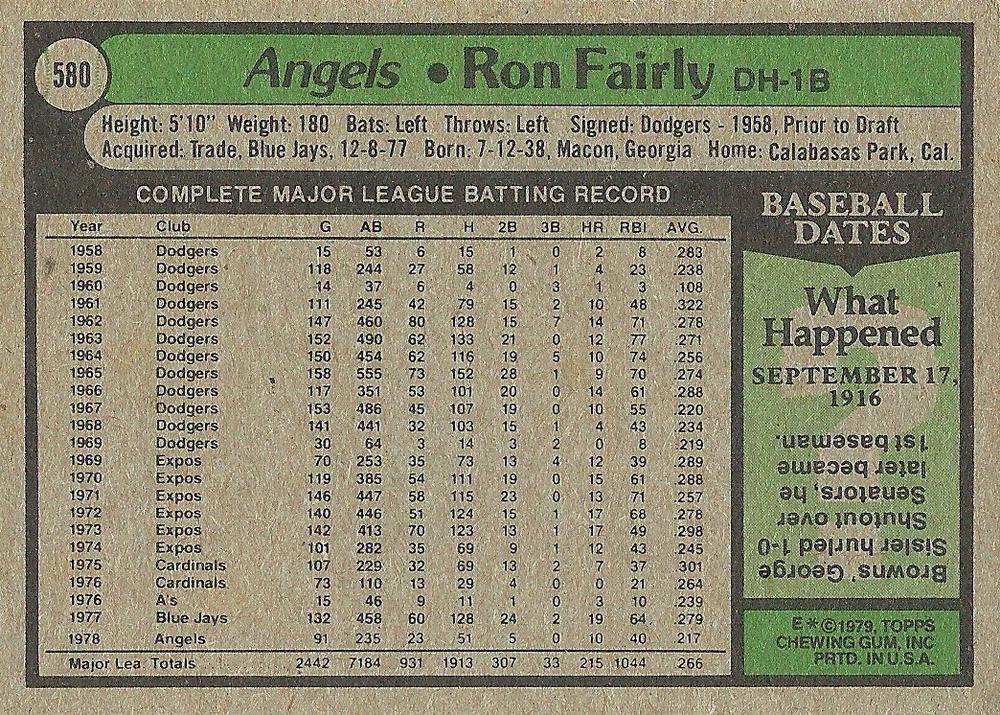 580
Angels • Ron Fairly DH-1B
Height: 5'10" Weight: 180 Bats: Left Throws: Left Signed: Dodgers - 1958, Prior to Draft
Acquired: Trade, Blue Jays, 12-8-77 Born: 7-12-38, Macon, Georgia Home: Calabasas Park, Cal.
COMPLETE MAJOR LEAGUE BATTING RECORD
Year Club G AB R H 2B 3B HR RBI AVG.
1958 Dodgers 15 53 6 15 1 0 2 8 .283
1959 Dodgers 118 244 27 58 12 1 4 23 .238
1960 Dodgers 14 37 6 4 0 3 1 3 .108
1961 Dodgers 111 245 42 79 15 2 10 48 .322
1962 Dodgers 147 460 80 128 15 7 14 71 .278
1963 Dodgers 152 490 62 133 21 0 12 77 .271
1964 Dodgers 150 454 62 116 19 5 10 74 .256
1965 Dodgers 158 555 73 152 28 1 9 70 .274
1966 Dodgers 117 351 53 101 20 0 14 61 .288
1967 Dodgers 153 486 45 107 19 0 10 55 .220
1968 Dodgers 141 441 32 103 15 1 4 43 .234
1969 Dodgers 30 64 3 14 3 2 0 8 .219
1969 Expos 70 253 35 73 13 4 12 39 .289
1970 Expos 119 385 54 111 19 0 15 61 .288
1971 Expos 146 447 58 115 23 0 13 71 .257
1972 Expos 140 446 51 124 15 1 17 68 .278
1973 Expos 142 413 70 123 13 1 17 49 .298
1974 Expos 101 282 35 69 9 1 12 43 .245
1975 Cardinals 107 229 32 69 13 2 7 37 .301
1976 Cardinals 73 110 13 29 4 0 0 21 .264
1976 A's 15 46 9 11 1 0 3 10 .239
1977 Blue Jays 132 458 60 128 24 2 19 64 .279
1978 Angels 91 235 23 51 5 0 10 40 .217
Major Lea. Totals 2442 7184 931 1913 307 33 215 1044 .266
BASEBALL
DATES
What
Happened
SEPTEMBER 17,
1916
Browns' George
Sisler hurled 1-0
Shutout over
Senators, he
later became
1st baseman.
E*©1979, TOPPS
CHEWING GUM, INC
PRTD. IN U.S.A.